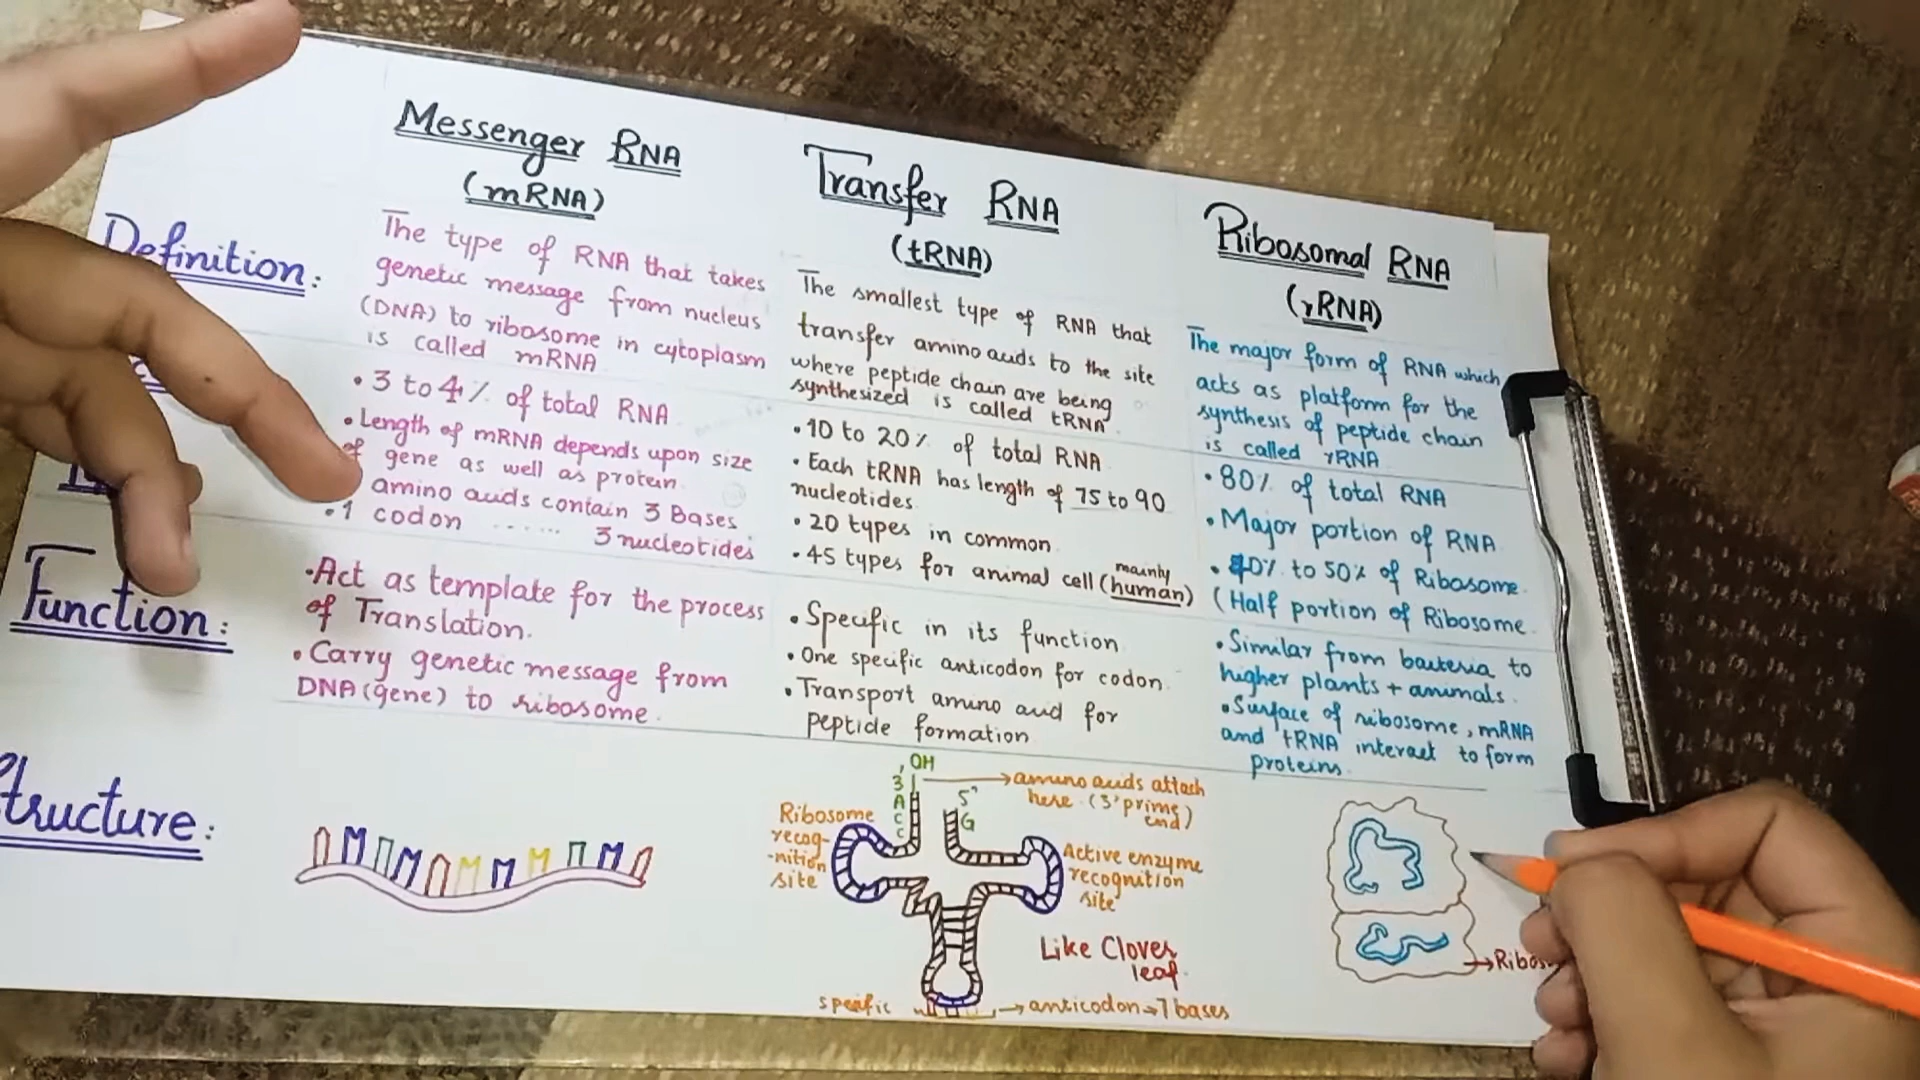 Messenger RNA
(mRNA)
Transfer RNA
(tRNA)
Ribosomal RNA
(rRNA)
Definition:
The type of RNA that takes
genetic message from nucleus
(DNA) to ribosome in cytoplasm
is called mRNA
The smallest type of RNA that
transfer amino acids to the site
where peptide chain are being
synthesized is called tRNA.
The major form of RNA which
acts as platform for the
synthesis of peptide chain
is called rRNA
• 3 to 4% of total RNA
• Length of mRNA depends upon size
of gene as well as protein.
amino acids contain 3 Bases
• 1 codon ...... 3 nucleotides
• 10 to 20% of total RNA
• Each tRNA has length of 75 to 90
nucleotides.
• 20 types in common
• 45 types for animal cell (mainly human)
• 80% of total RNA
• Major portion of RNA
• 40% to 50% of Ribosome
(Half portion of Ribosome.
Function:
• Act as template for the process
of Translation.
• Carry genetic message from
DNA (gene) to ribosome.
• Specific in its function
• One specific anticodon for codon.
• Transport amino acid for
peptide formation
• Similar from bacteria to
higher plants + animals.
• Surface of ribosome, mRNA
and tRNA interact to form
proteins.
Structure:
OH
3'
A
C
C
5'
G
amino acids attach
here. (3' prime
end)
Ribosome
recog-
-nition
site
Active enzyme
recognition
site
Like Clover
leaf
specific
anticodon→7 bases